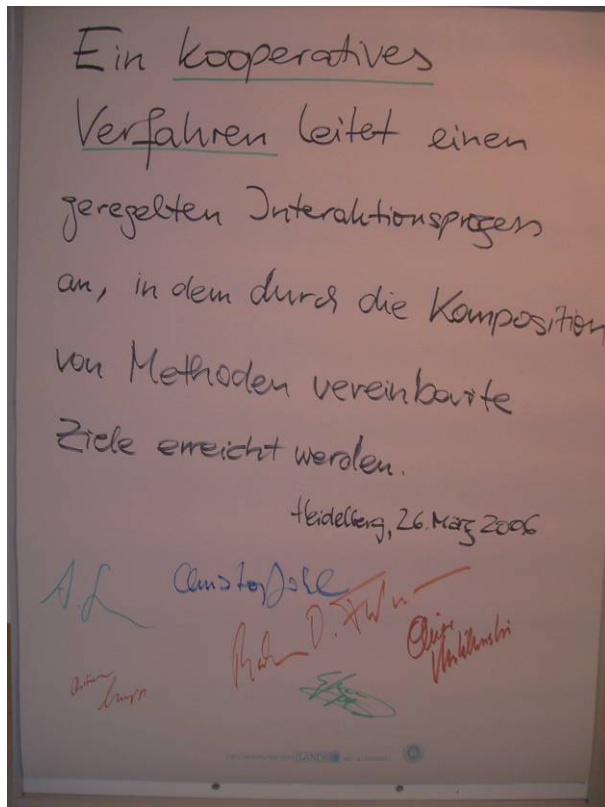 Ein kooperatives
Verfahren leitet einen
geregelten Interaktionsprozess
an, in dem durch die Komposition
von Methoden vereinbarte
Ziele erreicht werden.
Heidelberg, 26. März 2006
LANDRÉ